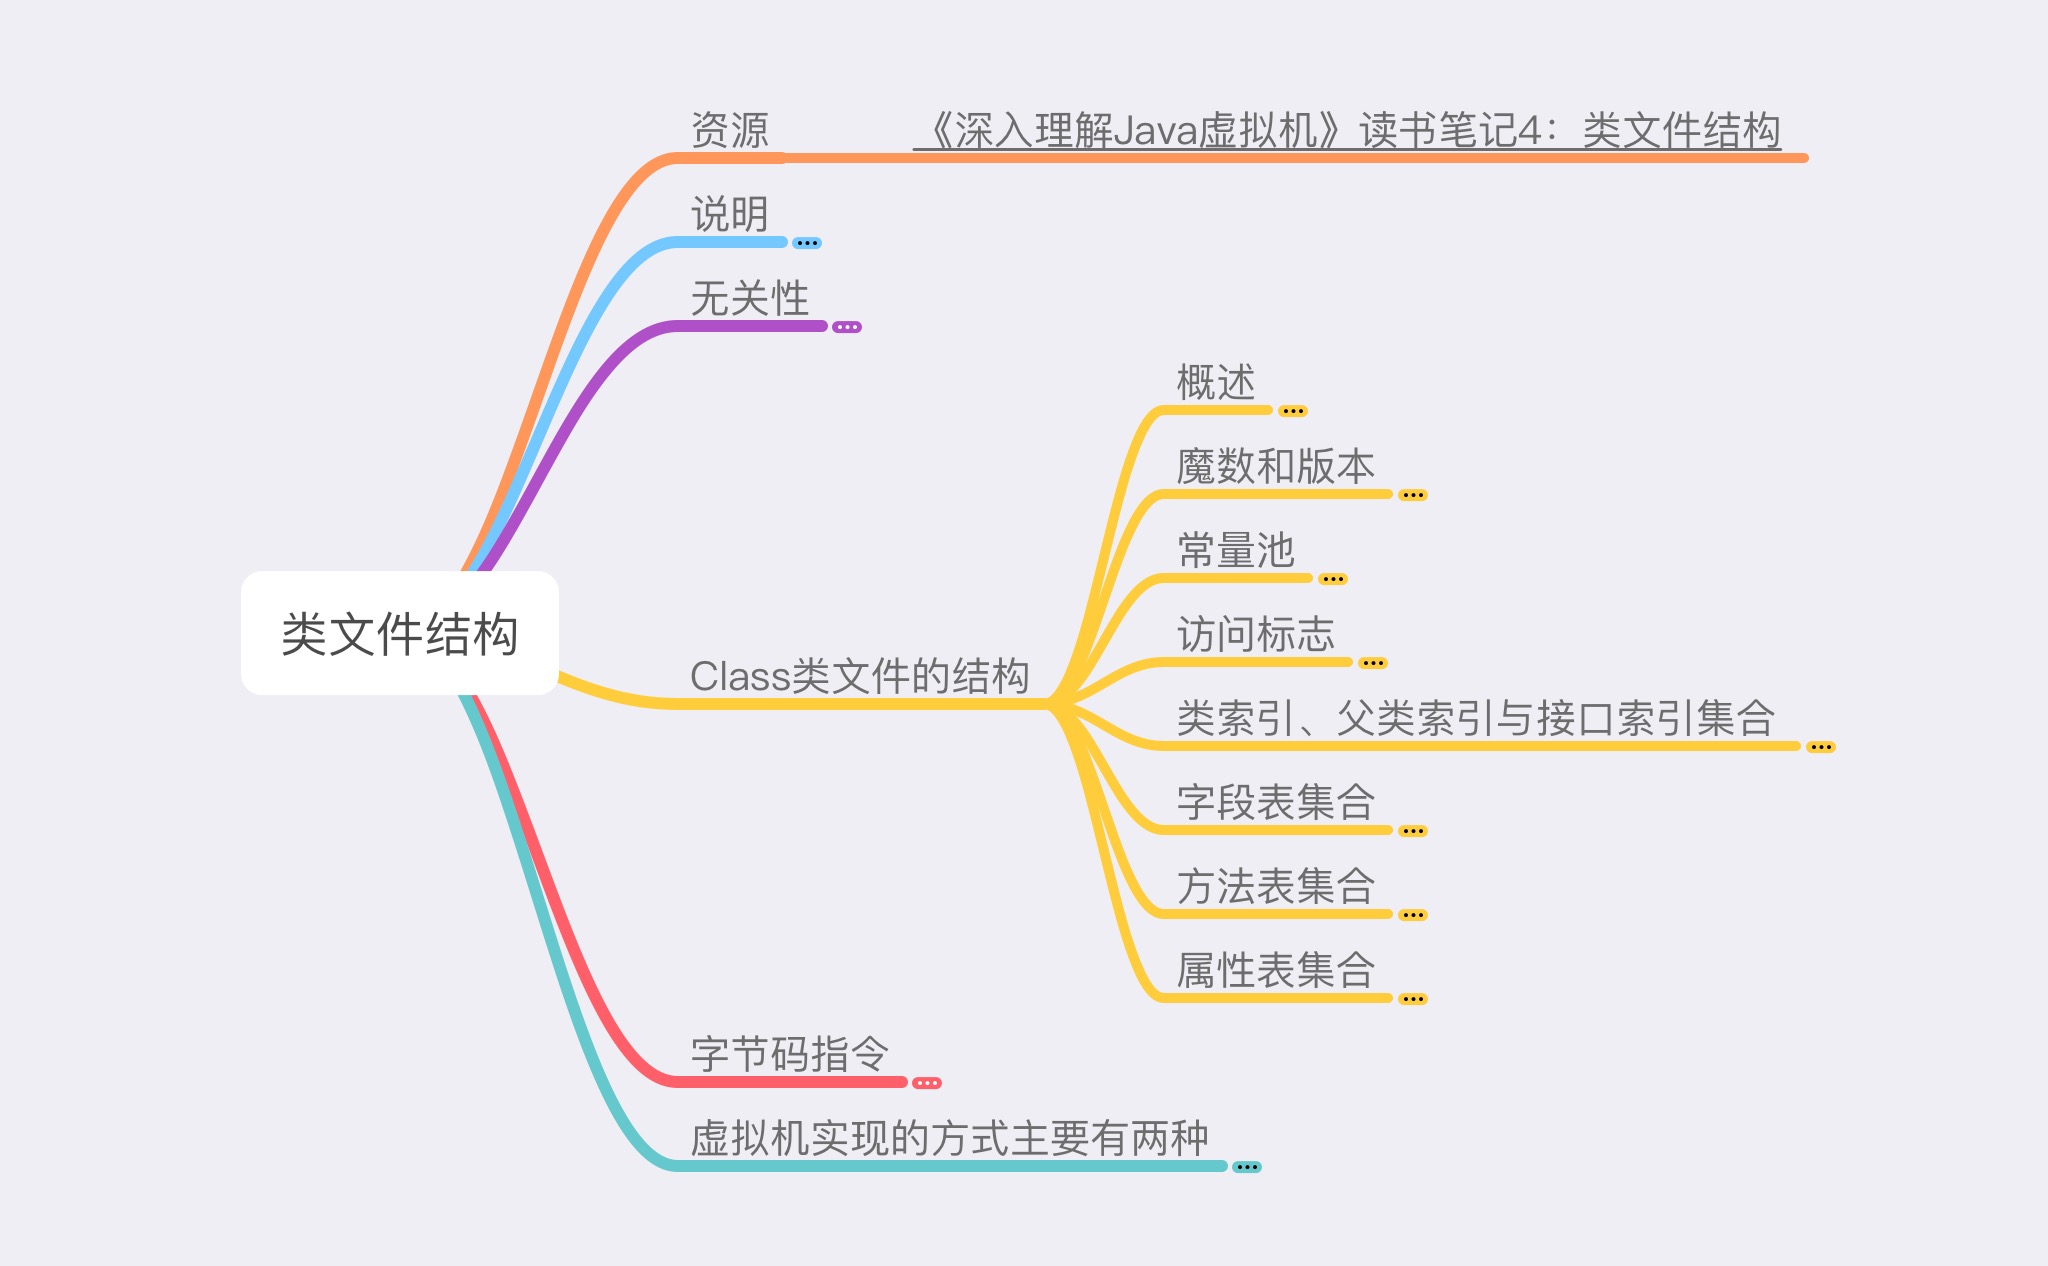 资源
《深入理解Java虚拟机》读书笔记4：类文件结构
说明
无关性
类文件结构
Class类文件的结构
概述
魔数和版本
常量池
访问标志
类索引、父类索引与接口索引集合
字段表集合
方法表集合
属性表集合
字节码指令
虚拟机实现的方式主要有两种